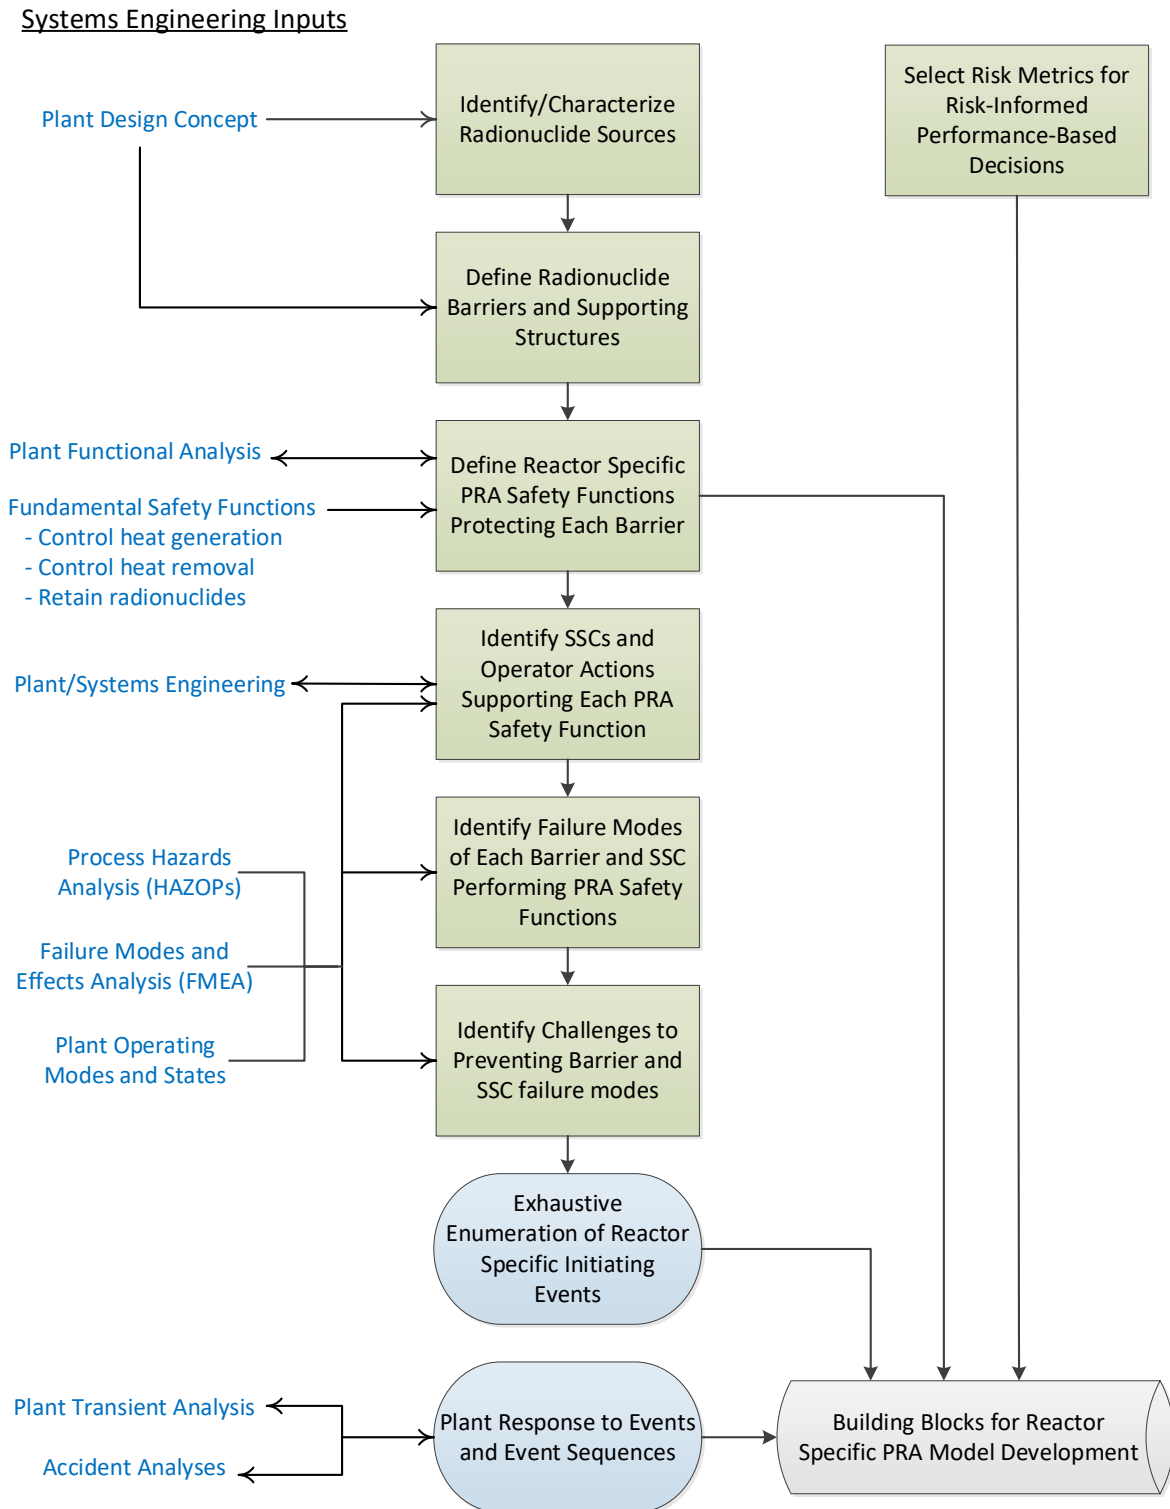 Systems Engineering Inputs
Plant Design Concept
Identify/Characterize
Radionuclide Sources
Select Risk Metrics for
Risk-Informed
Performance-Based
Decisions
Define Radionuclide
Barriers and Supporting
Structures
Plant Functional Analysis
Fundamental Safety Functions
- Control heat generation
- Control heat removal
- Retain radionuclides
Define Reactor Specific
PRA Safety Functions
Protecting Each Barrier
Plant/Systems Engineering
Identify SSCs and
Operator Actions
Supporting Each PRA
Safety Function
Process Hazards
Analysis (HAZOPs)
Failure Modes and
Effects Analysis (FMEA)
Plant Operating
Modes and States
Identify Failure Modes
of Each Barrier and SSC
Performing PRA Safety
Functions
Identify Challenges to
Preventing Barrier and
SSC failure modes
Exhaustive
Enumeration of Reactor
Specific Initiating
Events
Plant Transient Analysis
Accident Analyses
Plant Response to Events
and Event Sequences
Building Blocks for Reactor
Specific PRA Model Development